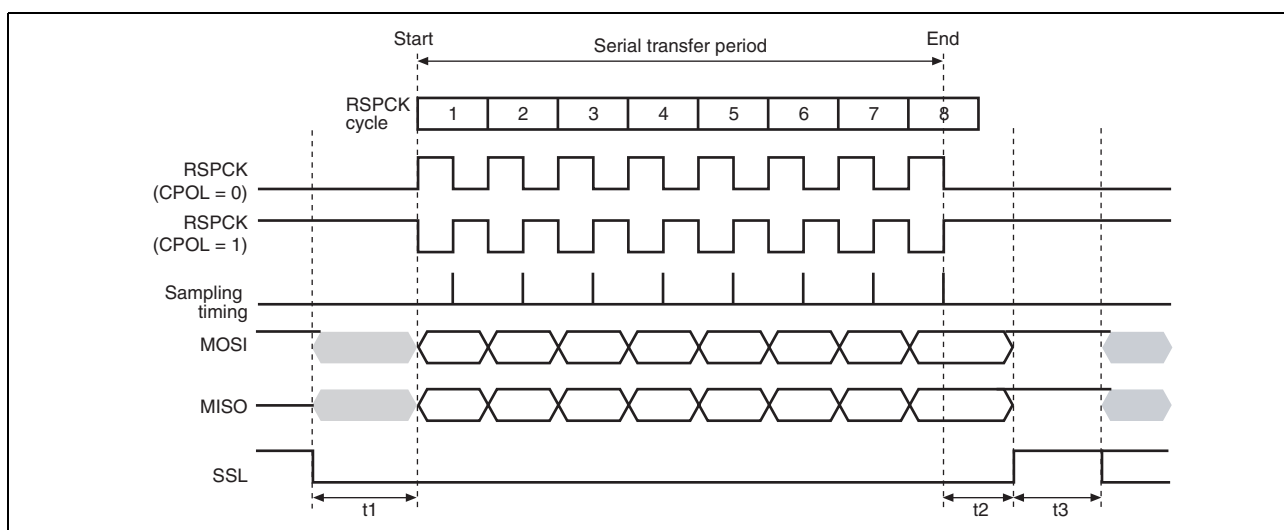 Start
Serial transfer period
End
RSPCK
cycle
1 2 3 4 5 6 7 8
RSPCK
(CPOL = 0)
RSPCK
(CPOL = 1)
Sampling
timing
MOSI
MISO
SSL
t1
t2
t3